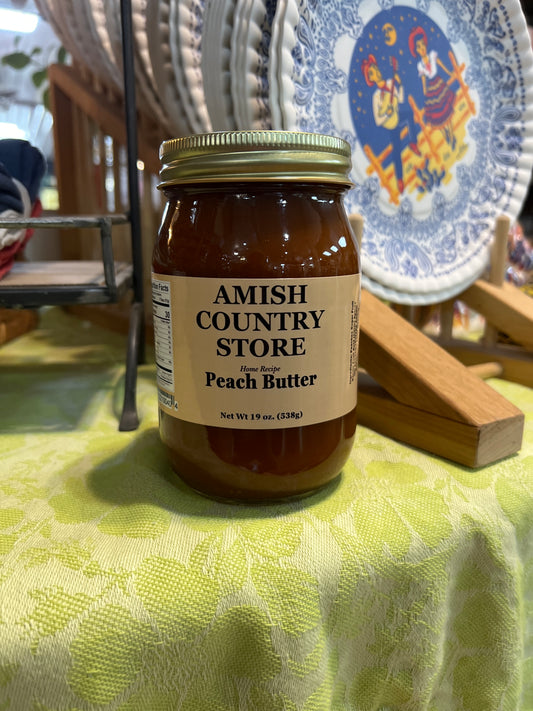 AMISH
COUNTRY
STORE
Home Recipe
Peach Butter
Net Wt 19 oz. (538g)